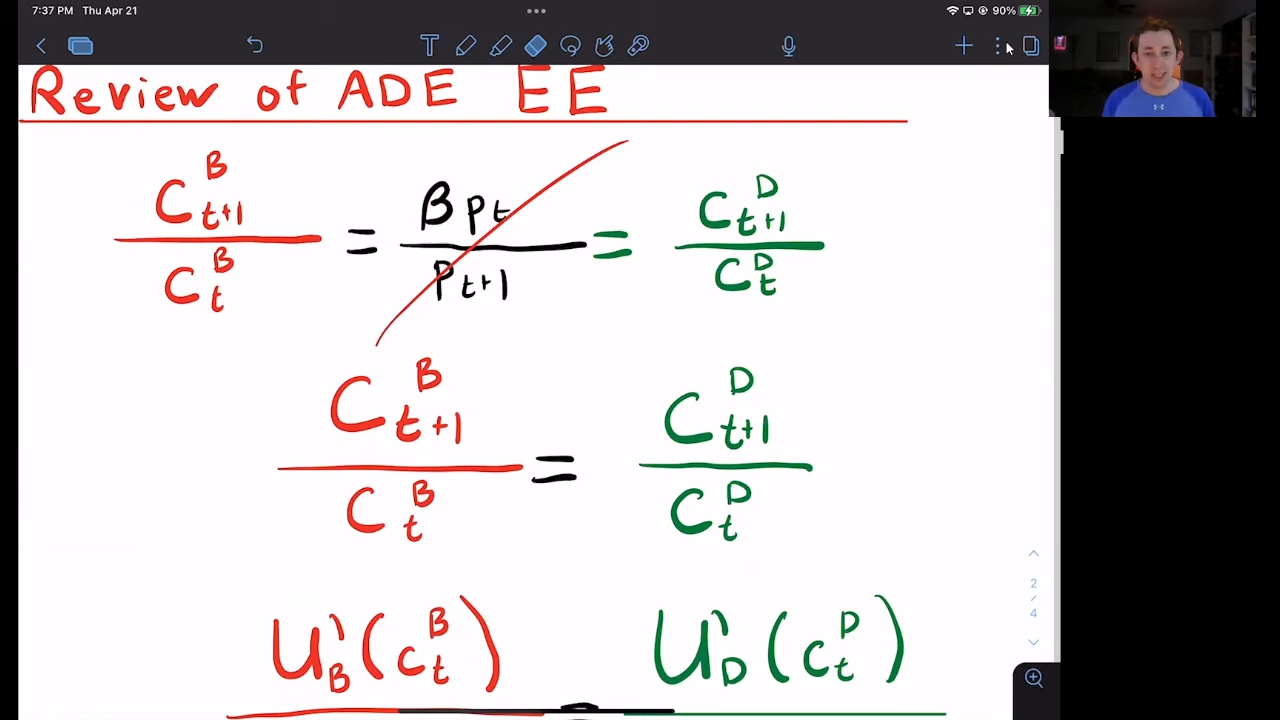 7:37 PM Thu Apr 21
90%
Review of ADE EE
C^B_{t+1} / C^B_t = β p_t / p_{t+1} = C^D_{t+1} / C^D_t
C^B_{t+1} / C^B_t = C^D_{t+1} / C^D_t
U'_B(c^B_t) = U'_D(c^D_t)
2
/
4